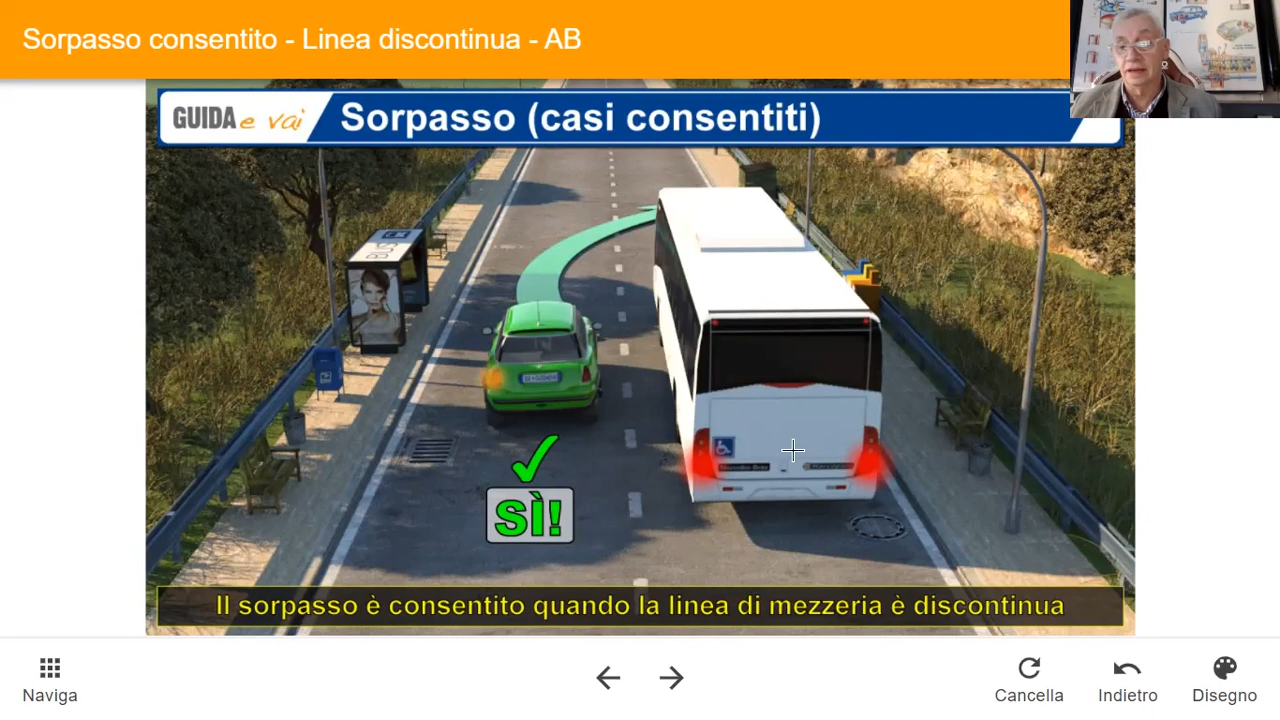 Sorpasso consentito - Linea discontinua - AB
GUIDA e vai
Sorpasso (casi consentiti)
BUS
SÌ!
Il sorpasso è consentito quando la linea di mezzeria è discontinua
Naviga
Cancella
Indietro
Disegno